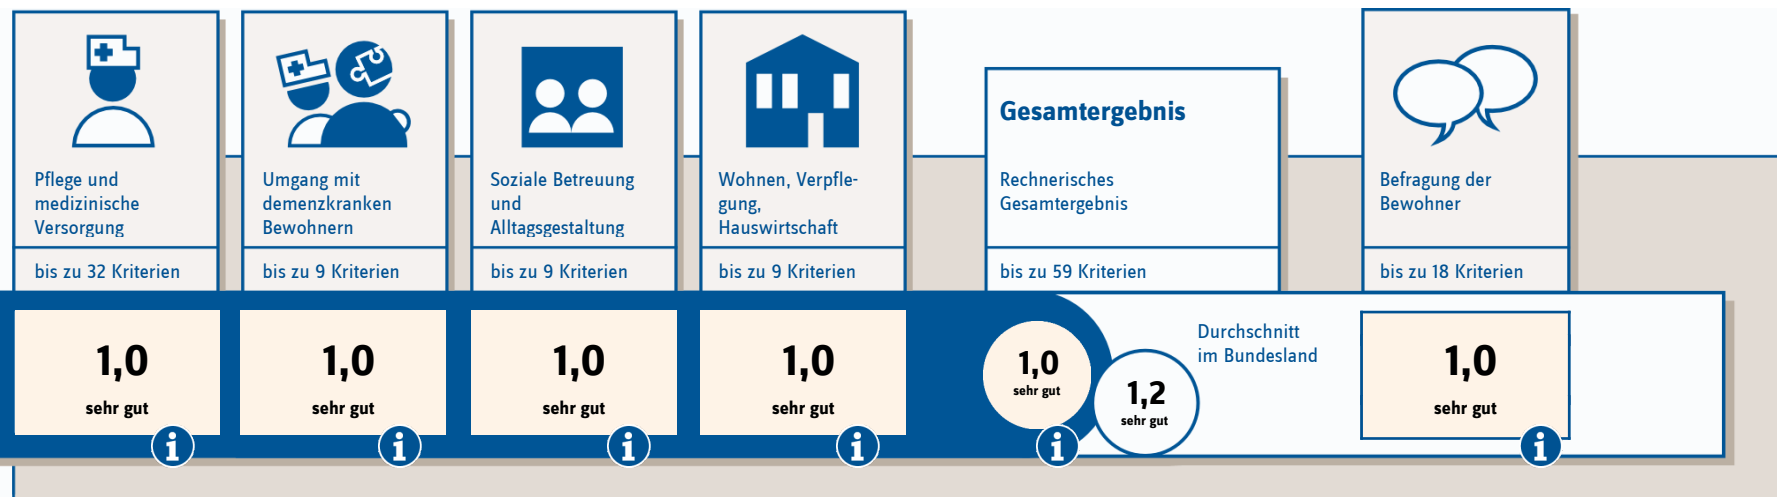 Pflege und
medizinische
Versorgung
bis zu 32 Kriterien
1,0
sehr gut
Umgang mit
demenzkranken
Bewohnern
bis zu 9 Kriterien
1,0
sehr gut
Soziale Betreuung
und
Alltagsgestaltung
bis zu 9 Kriterien
1,0
sehr gut
Wohnen, Verpfle-
gung,
Hauswirtschaft
bis zu 9 Kriterien
1,0
sehr gut
Gesamtergebnis
Rechnerisches
Gesamtergebnis
bis zu 59 Kriterien
1,0
sehr gut
1,2
sehr gut
Durchschnitt
im Bundesland
Befragung der
Bewohner
bis zu 18 Kriterien
1,0
sehr gut